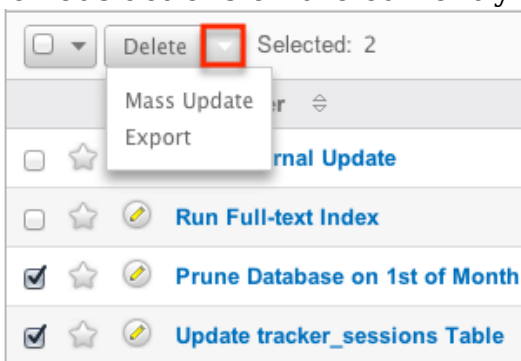 Delete Selected: 2
Mass Update
Export
rnal Update
Run Full-text Index
Prune Database on 1st of Month
Update tracker_sessions Table